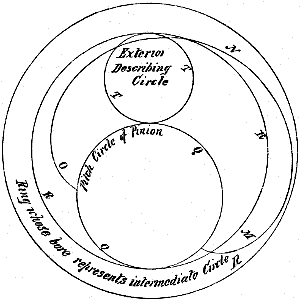 Exterior
Describing
Circle
T
T
N
Pitch Circle of Pinion
Q
Q
O
R
R
M
R
Ring whose bore represents intermediate Circle